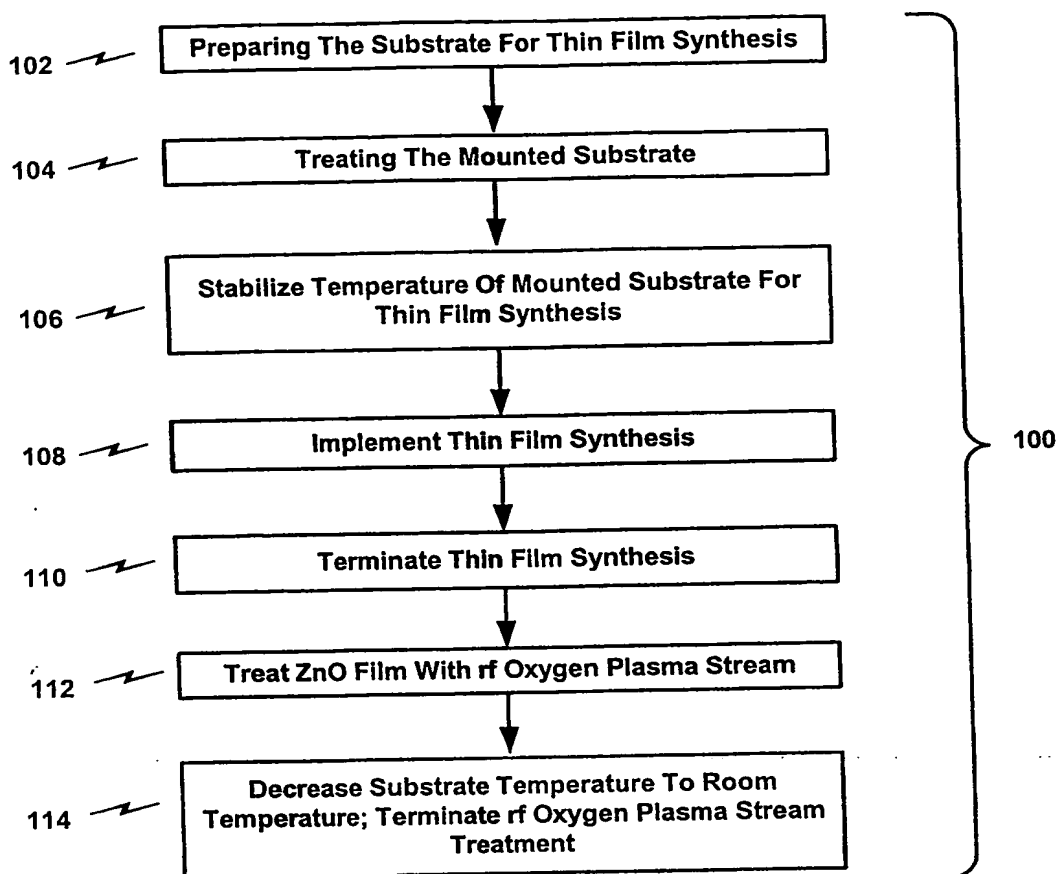 102
Preparing The Substrate For Thin Film Synthesis
104
Treating The Mounted Substrate
106
Stabilize Temperature Of Mounted Substrate For
Thin Film Synthesis
108
Implement Thin Film Synthesis
100
110
Terminate Thin Film Synthesis
112
Treat ZnO Film With rf Oxygen Plasma Stream
114
Decrease Substrate Temperature To Room
Temperature; Terminate rf Oxygen Plasma Stream
Treatment